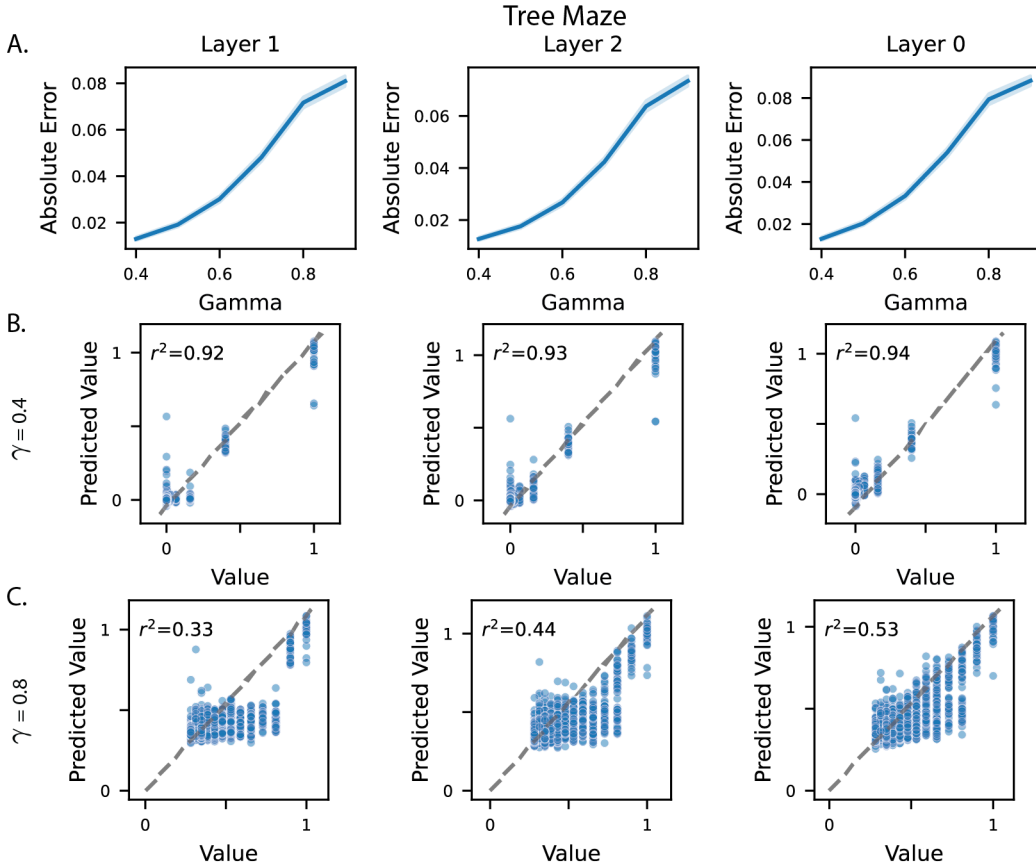 Tree Maze
A.
Layer 1 Layer 2 Layer 0
Absolute Error Absolute Error Absolute Error
0.08 0.06 0.08
0.06 0.04 0.06
0.04 0.02 0.04
0.02 0.02
0.4 0.6 0.8 0.4 0.6 0.8 0.4 0.6 0.8
Gamma Gamma Gamma
B.
γ = 0.4
Predicted Value Predicted Value Predicted Value
1 1 1
r²=0.92 r²=0.93 r²=0.94
0 0 0
0 1 0 1 0 1
Value Value Value
C.
γ = 0.8
Predicted Value Predicted Value Predicted Value
1 1 1
r²=0.33 r²=0.44 r²=0.53
0 0 0
0 1 0 1 0 1
Value Value Value